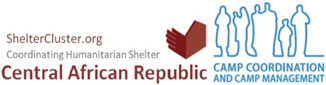 ShelterCluster.org
Coordinating Humanitarian Shelter
Central African Republic
CAMP COORDINATION
AND CAMP MANAGEMENT